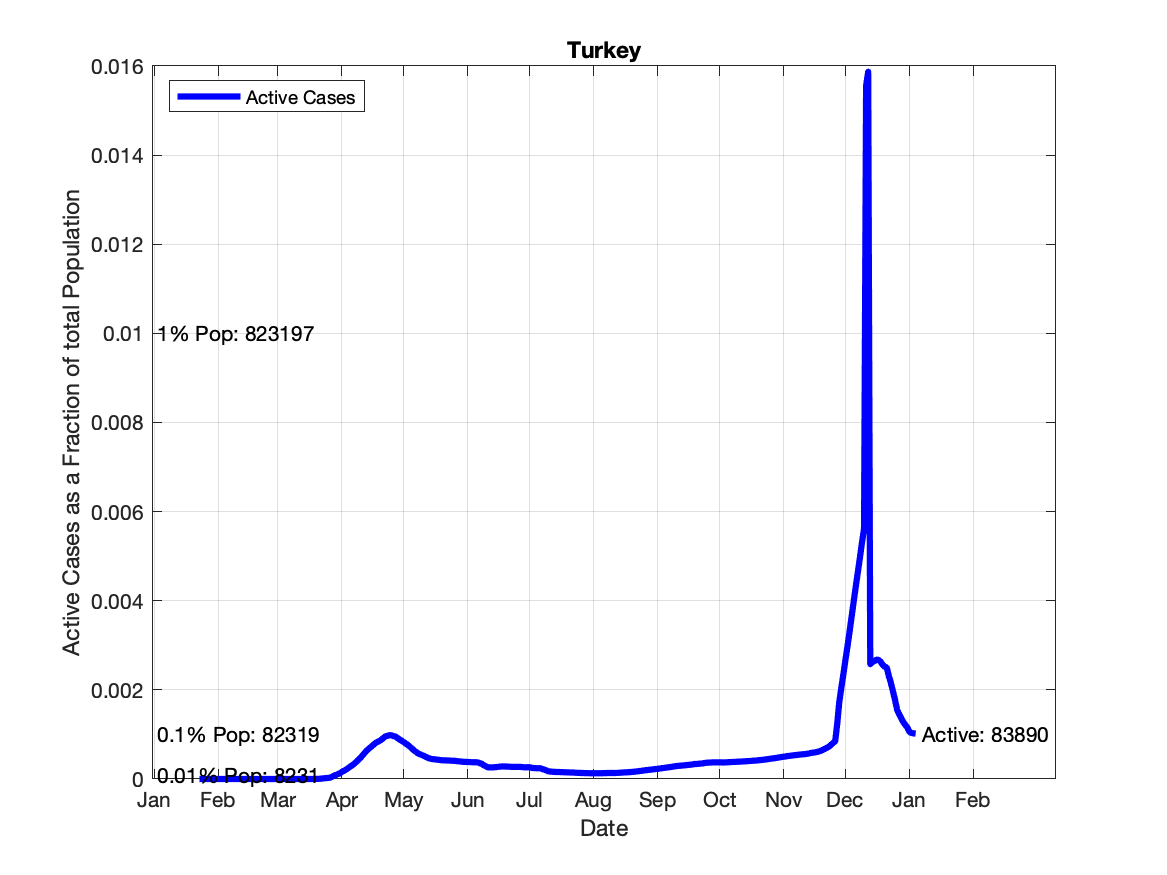 Turkey
Active Cases
0.016
0.014
0.012
0.01
0.008
0.006
0.004
0.002
0
Active Cases as a Fraction of total Population
1% Pop: 823197
0.1% Pop: 82319
0.01% Pop: 8231
Active: 83890
Jan Feb Mar Apr May Jun Jul Aug Sep Oct Nov Dec Jan Feb
Date